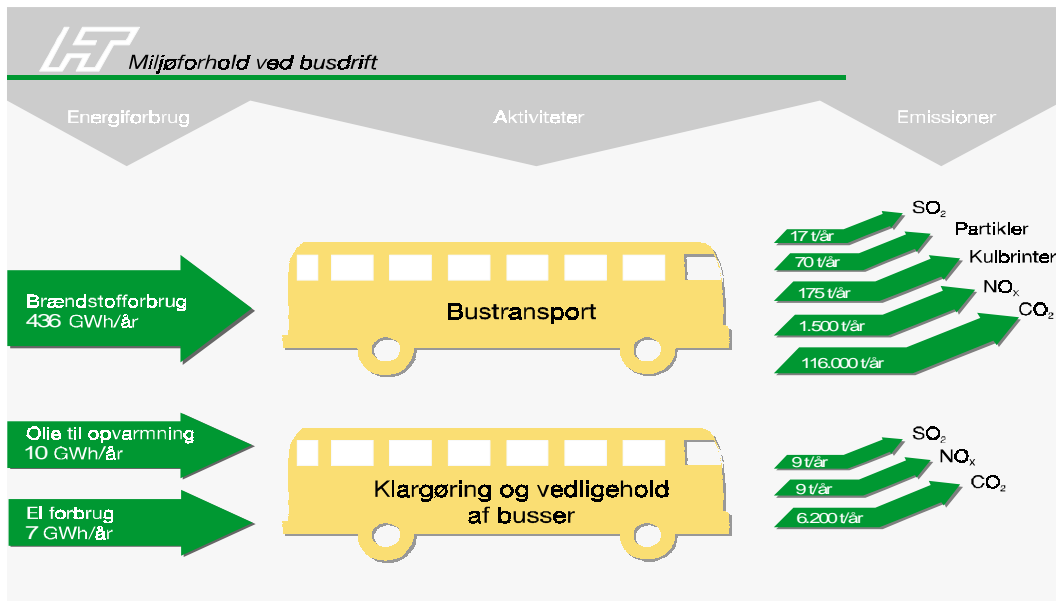 HT
Miljøforhold ved busdrift
Energiforbrug
Aktiviteter
Emissioner
Brændstofforbrug
436 GWh/år
Bustransport
17 t/år
SO₂
70 t/år
Partikler
175 t/år
Kulbrinter
1.500 t/år
NOₓ
116.000 t/år
CO₂
Olie til opvarmning
10 GWh/år
El forbrug
7 GWh/år
Klargøring og vedligehold
af busser
9 t/år
SO₂
9 t/år
NOₓ
6.200 t/år
CO₂